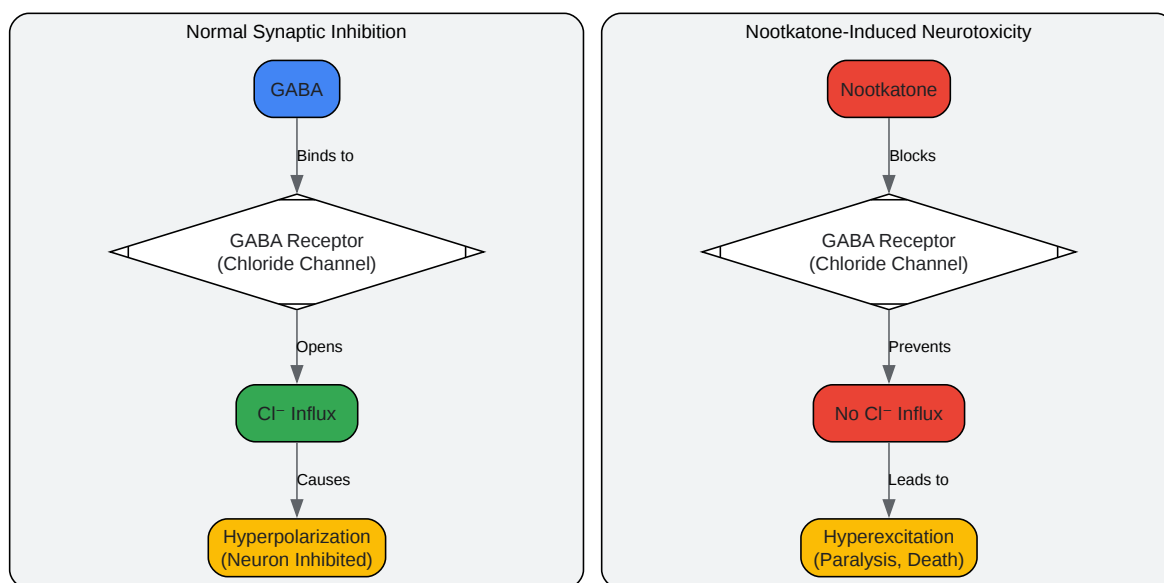 Normal Synaptic Inhibition
GABA
Binds to
GABA Receptor
(Chloride Channel)
Opens
Cl⁻ Influx
Causes
Hyperpolarization
(Neuron Inhibited)
Nootkatone-Induced Neurotoxicity
Nootkatone
Blocks
GABA Receptor
(Chloride Channel)
Prevents
No Cl⁻ Influx
Leads to
Hyperexcitation
(Paralysis, Death)